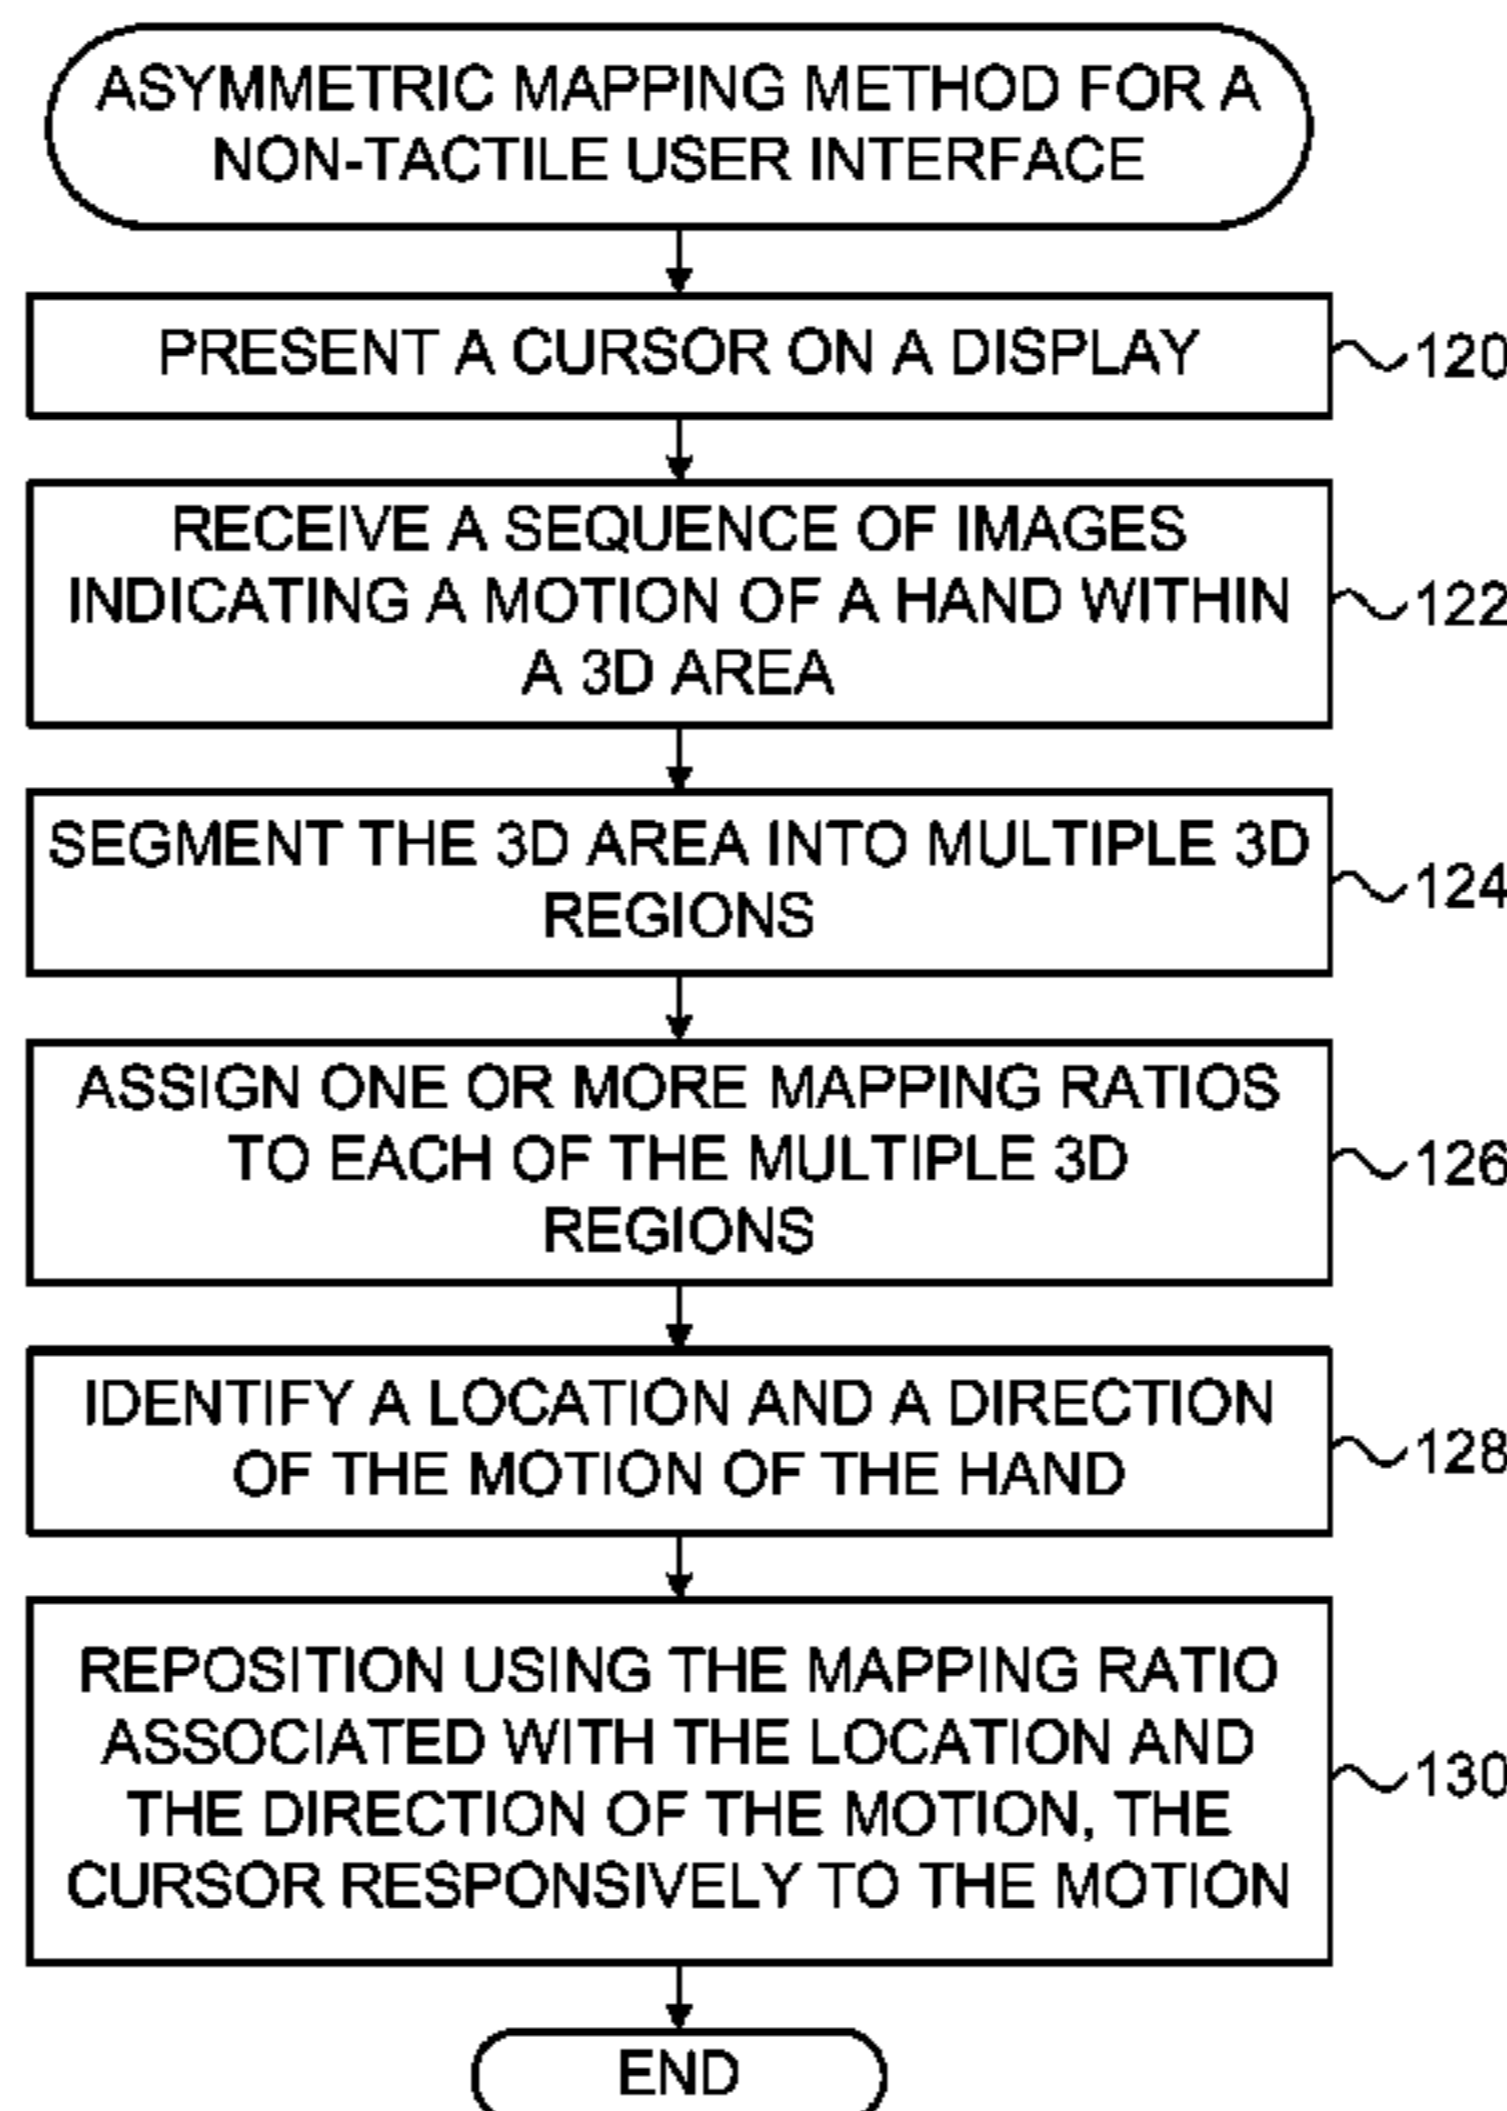 ASYMMETRIC MAPPING METHOD FOR A
NON-TACTILE USER INTERFACE
PRESENT A CURSOR ON A DISPLAY
120
RECEIVE A SEQUENCE OF IMAGES
INDICATING A MOTION OF A HAND WITHIN
A 3D AREA
122
SEGMENT THE 3D AREA INTO MULTIPLE 3D
REGIONS
124
ASSIGN ONE OR MORE MAPPING RATIOS
TO EACH OF THE MULTIPLE 3D
REGIONS
126
IDENTIFY A LOCATION AND A DIRECTION
OF THE MOTION OF THE HAND
128
REPOSITION USING THE MAPPING RATIO
ASSOCIATED WITH THE LOCATION AND
THE DIRECTION OF THE MOTION, THE
CURSOR RESPONSIVELY TO THE MOTION
130
END